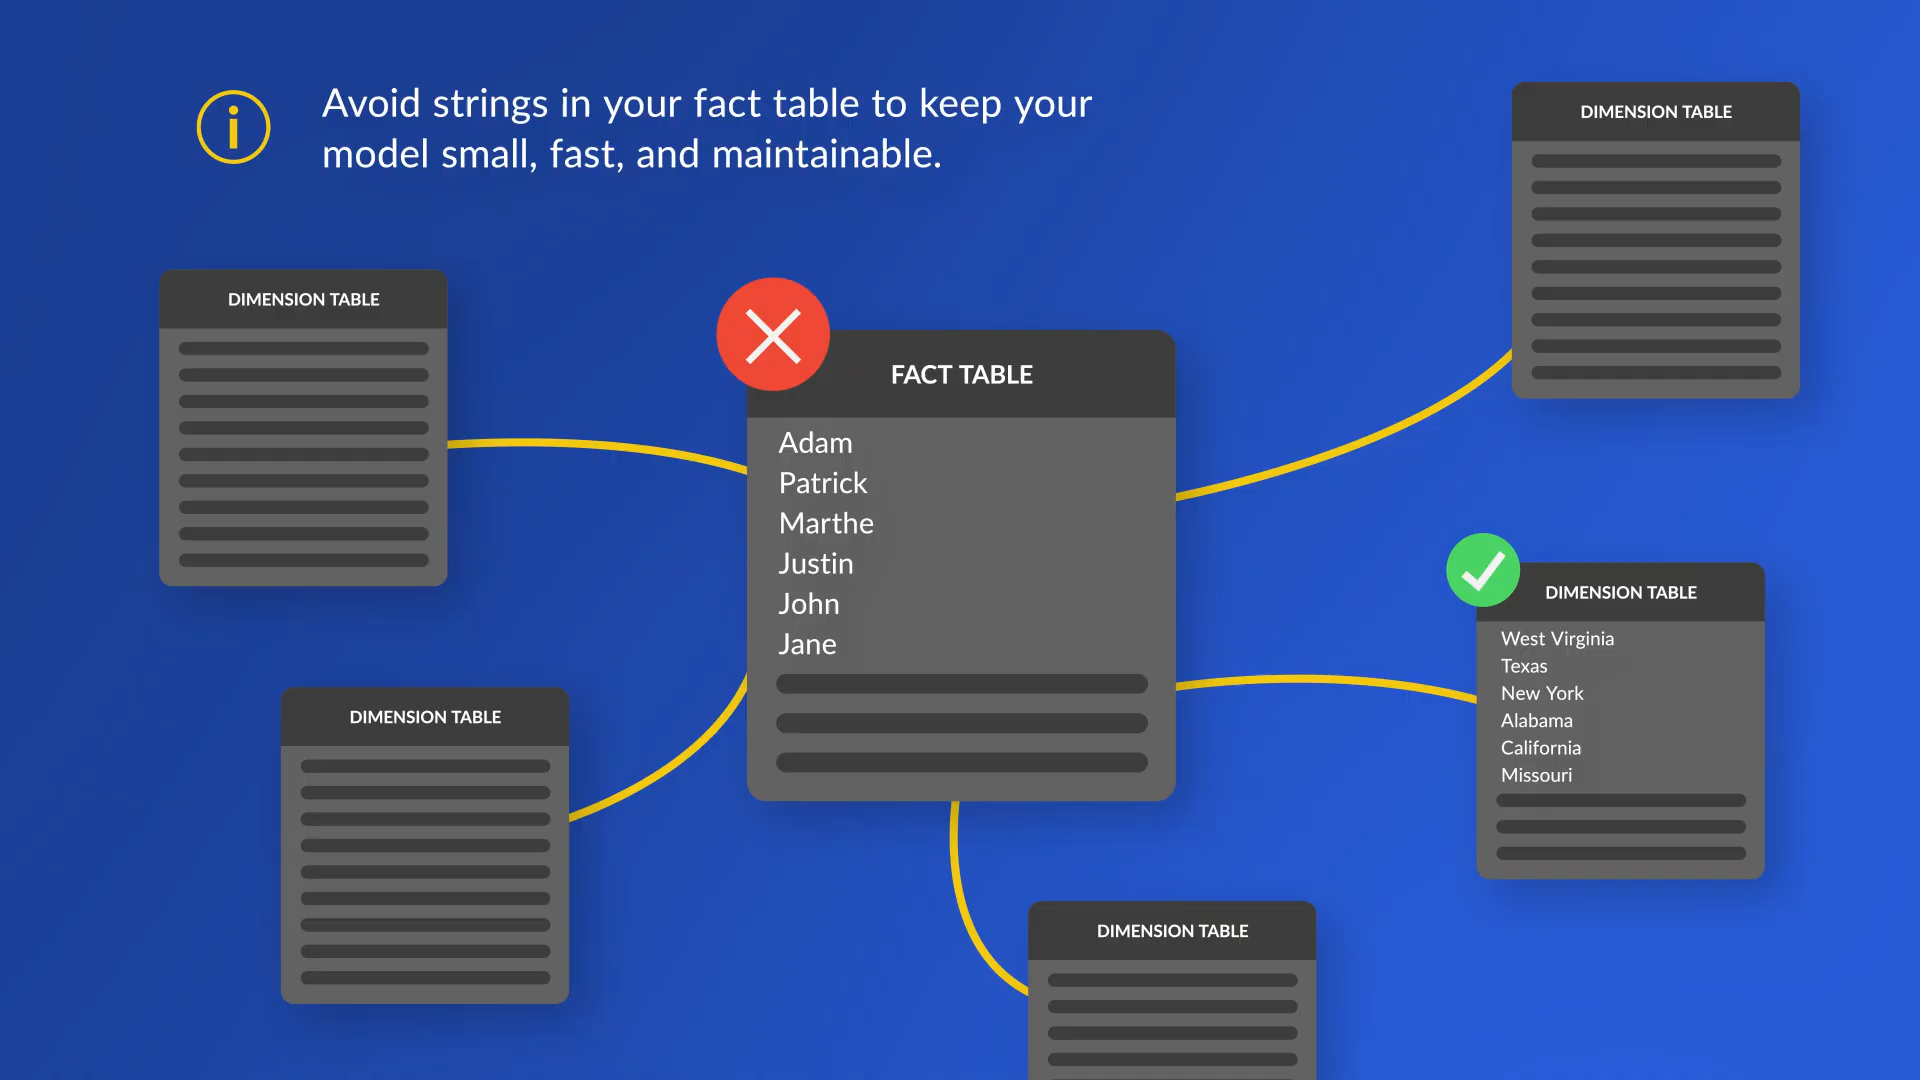 Avoid strings in your fact table to keep your
model small, fast, and maintainable.
DIMENSION TABLE
DIMENSION TABLE
FACT TABLE
Adam
Patrick
Marthe
Justin
John
Jane
DIMENSION TABLE
West Virginia
Texas
New York
Alabama
California
Missouri
DIMENSION TABLE
DIMENSION TABLE